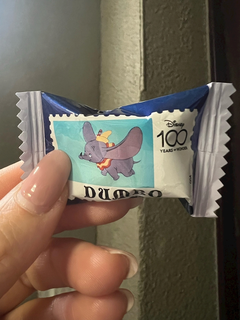 Disney
100
YEARS OF WONDER
DUMBO